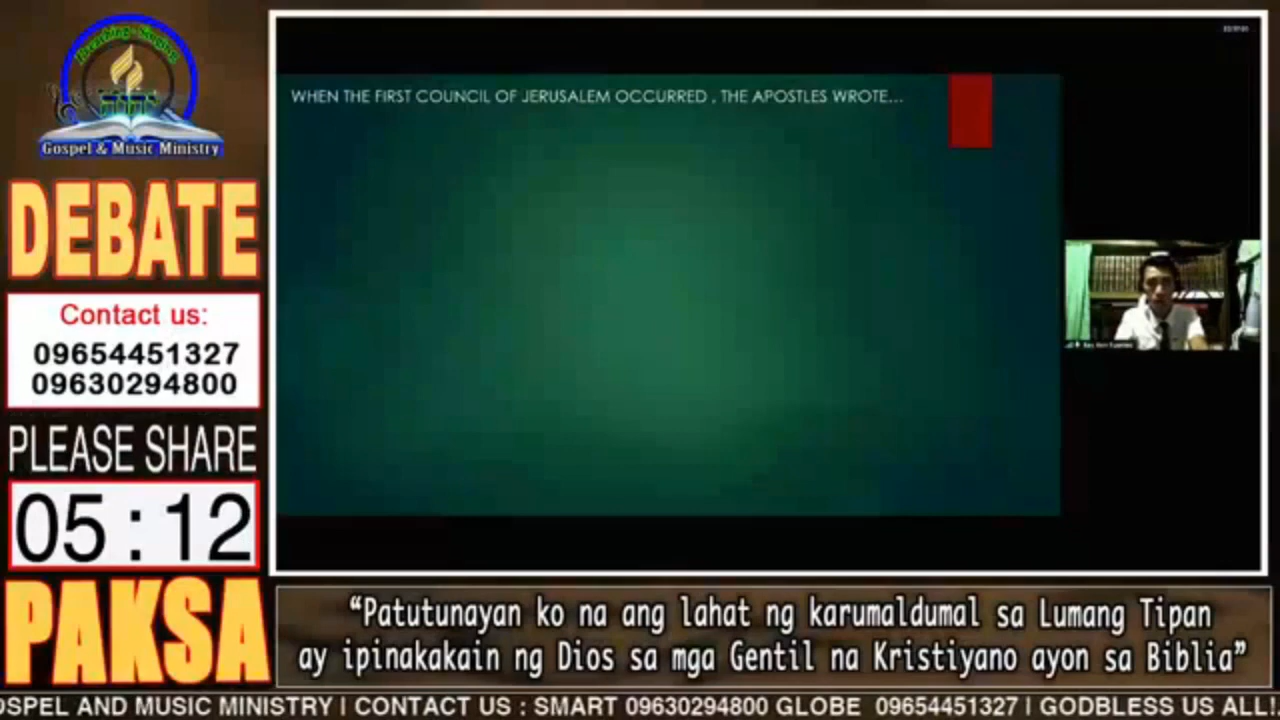 Preaching Singing
יהוה
Gospel & Music Ministry
DEBATE
Contact us:
09654451327
09630294800
PLEASE SHARE
05:12
PAKSA
WHEN THE FIRST COUNCIL OF JERUSALEM OCCURRED , THE APOSTLES WROTE...
“Patutunayan ko na ang lahat ng karumaldumal sa Lumang Tipan
ay ipinakakain ng Dios sa mga Gentil na Kristiyano ayon sa Biblia”
OSPEL AND MUSIC MINISTRY | CONTACT US : SMART 09630294800 GLOBE 09654451327 | GODBLESS US ALL!